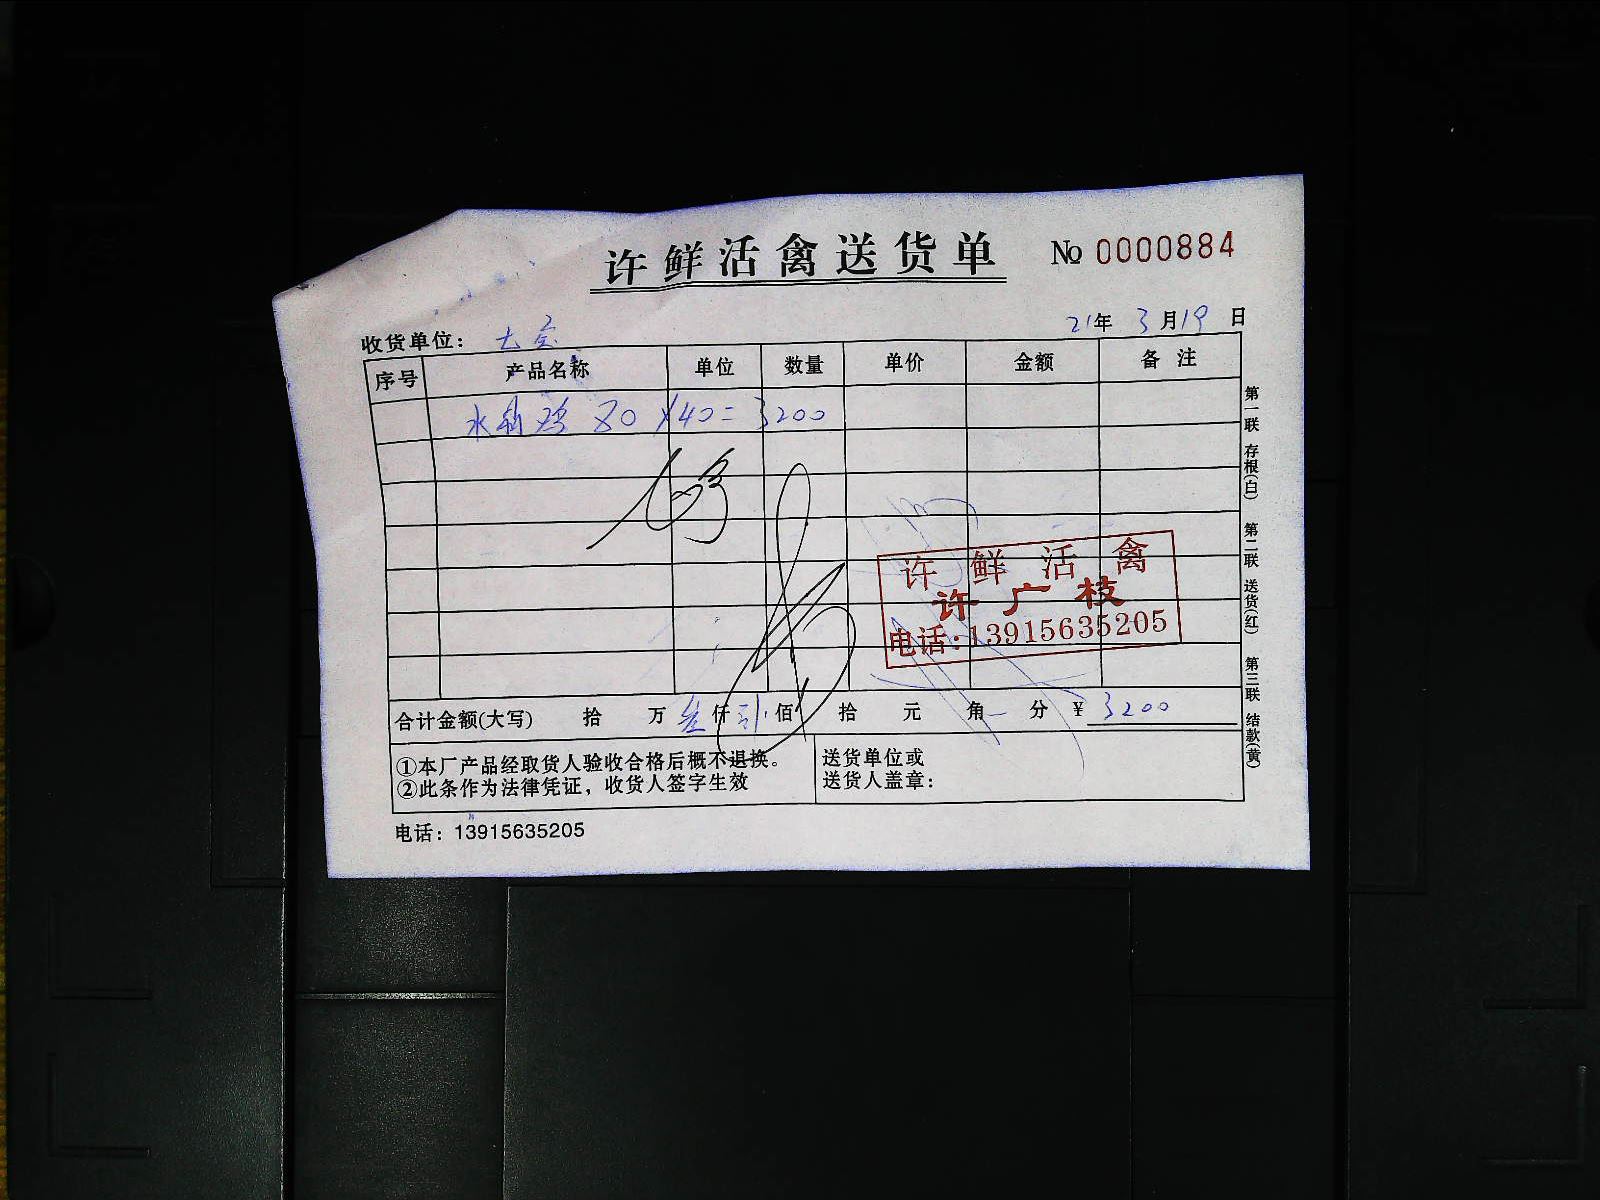 许鲜活禽送货单 № 0000884
收货单位: 21年 3月19日
序号 产品名称 单位 数量 单价 金额 备注
水 鸡 80×40=3200
许鲜活禽
许广枝
电话:13915635205
合计金额(大写) 拾 万 叁仟 佰 拾 元 角 分 ¥ 3200
①本厂产品经取货人验收合格后概不退换。
②此条作为法律凭证，收货人签字生效
送货单位或
送货人盖章:
电话: 13915635205
第一联 存根(白) 第二联 送货(红) 第三联 结款(黄)